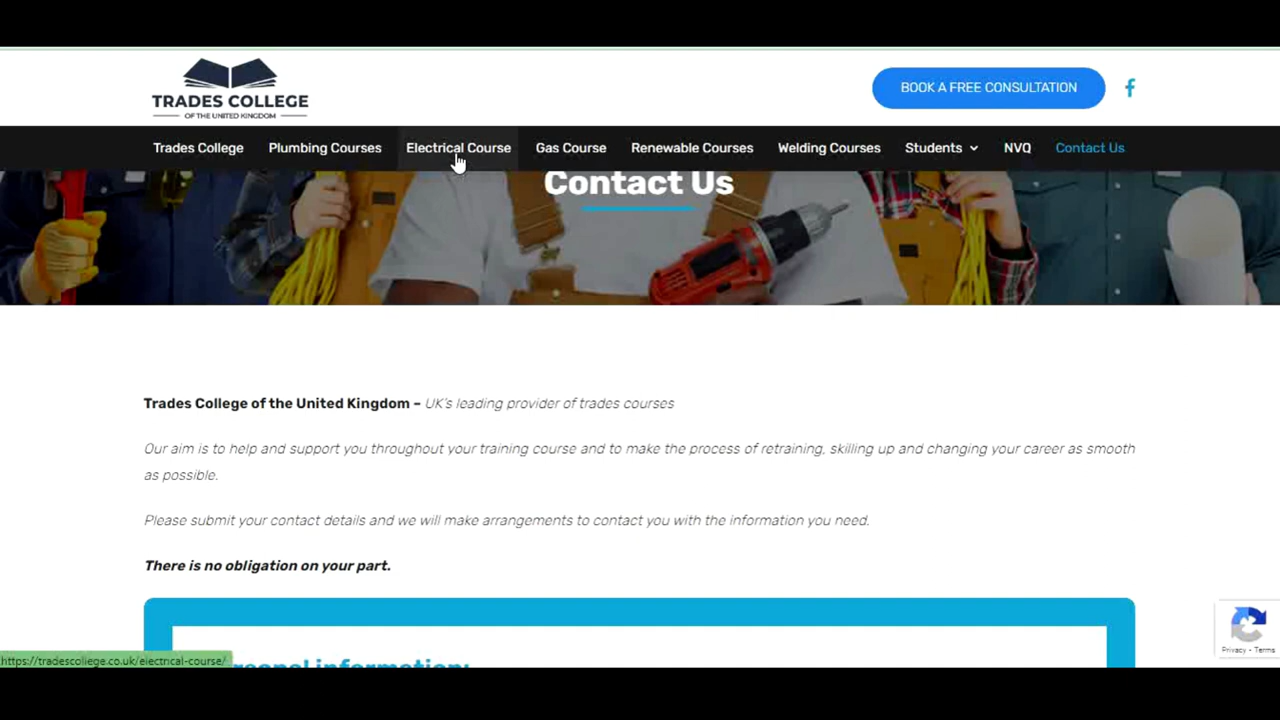 TRADES COLLEGE
OF THE UNITED KINGDOM
BOOK A FREE CONSULTATION
Trades College Plumbing Courses Electrical Course Gas Course Renewable Courses Welding Courses Students NVQ Contact Us
Contact Us
Trades College of the United Kingdom – UK's leading provider of trades courses
Our aim is to help and support you throughout your training course and to make the process of retraining, skilling up and changing your career as smooth
as possible.
Please submit your contact details and we will make arrangements to contact you with the information you need.
There is no obligation on your part.
information:
https://tradescollege.co.uk/electrical-course/
Privacy - Terms